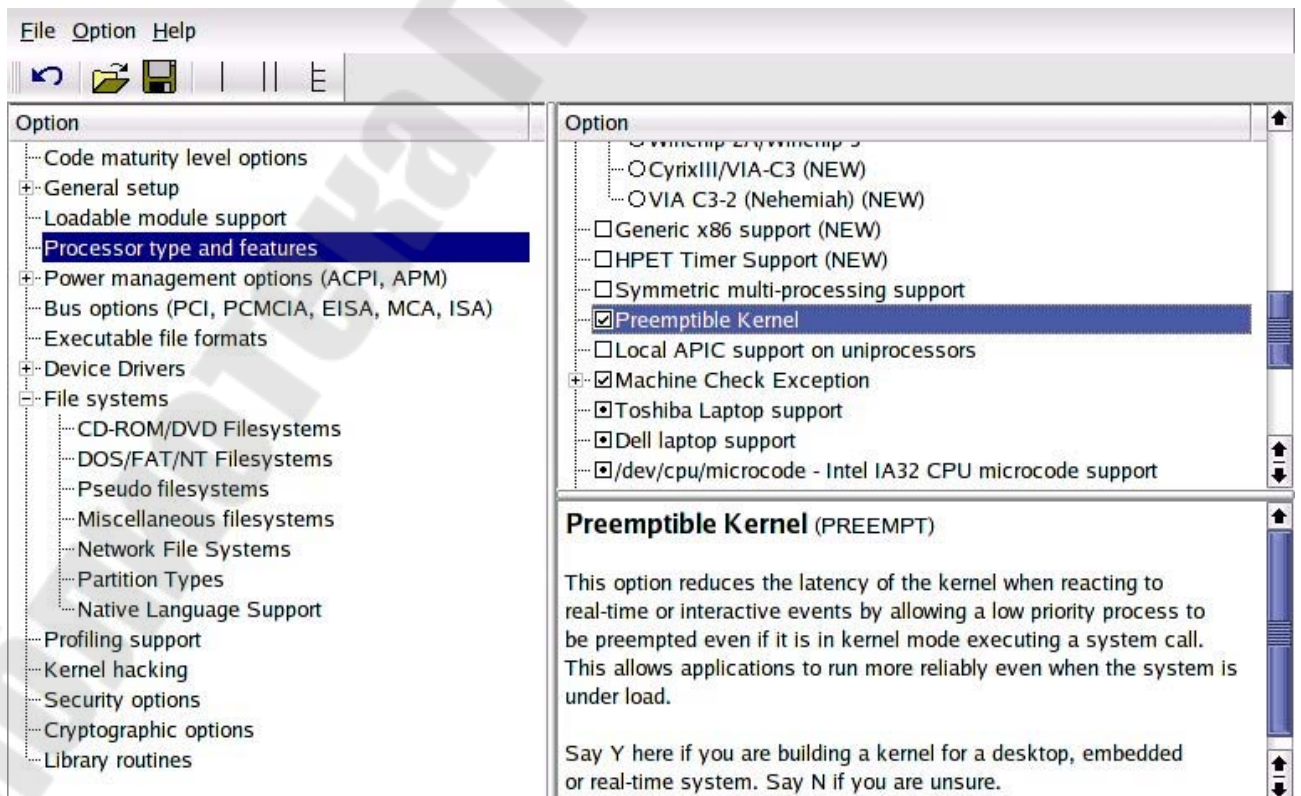 File Option Help
Option
Code maturity level options
General setup
Loadable module support
Processor type and features
Power management options (ACPI, APM)
Bus options (PCI, PCMCIA, EISA, MCA, ISA)
Executable file formats
Device Drivers
File systems
CD-ROM/DVD Filesystems
DOS/FAT/NT Filesystems
Pseudo filesystems
Miscellaneous filesystems
Network File Systems
Partition Types
Native Language Support
Profiling support
Kernel hacking
Security options
Cryptographic options
Library routines
Option
CyrixIII/VIA-C3 (NEW)
VIA C3-2 (Nehemiah) (NEW)
Generic x86 support (NEW)
HPET Timer Support (NEW)
Symmetric multi-processing support
Preemptible Kernel
Local APIC support on uniprocessors
Machine Check Exception
Toshiba Laptop support
Dell laptop support
/dev/cpu/microcode - Intel IA32 CPU microcode support
Preemptible Kernel (PREEMPT)
This option reduces the latency of the kernel when reacting to
real-time or interactive events by allowing a low priority process to
be preempted even if it is in kernel mode executing a system call.
This allows applications to run more reliably even when the system is
under load.
Say Y here if you are building a kernel for a desktop, embedded
or real-time system. Say N if you are unsure.